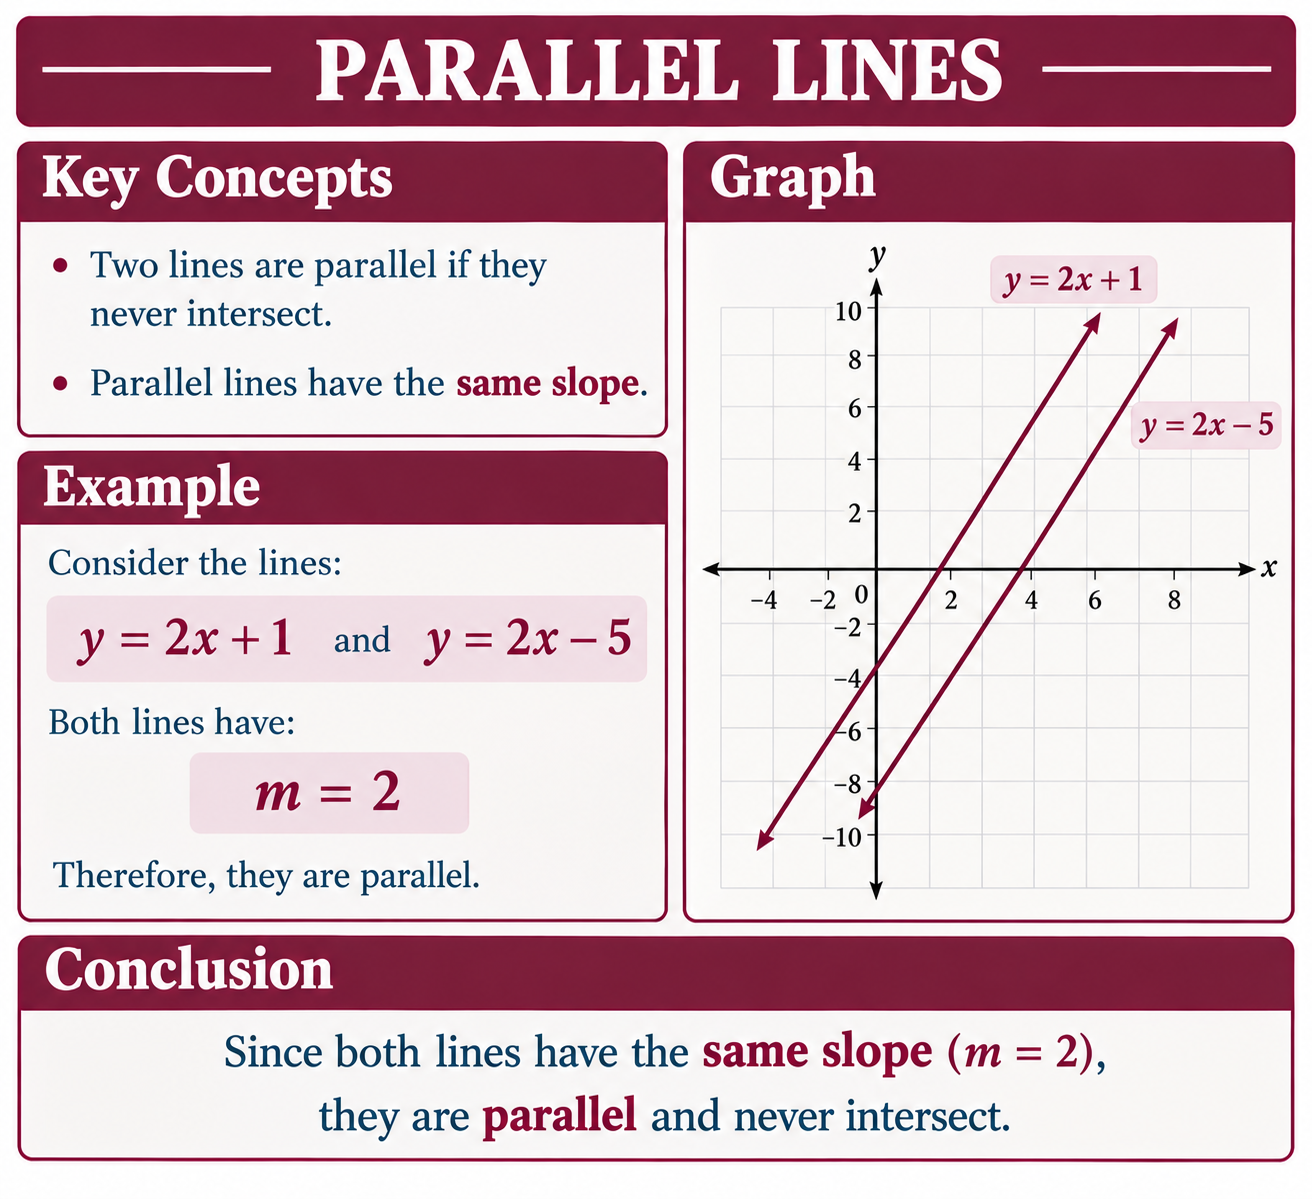 PARALLEL LINES
Key Concepts
• Two lines are parallel if they
never intersect.
• Parallel lines have the same slope.
Example
Consider the lines:
y = 2x + 1 and y = 2x − 5
Both lines have:
m = 2
Therefore, they are parallel.
Graph
y
y = 2x + 1
10
8
6
y = 2x − 5
4
2
x
−4 −2 0 2 4 6 8
−2
−4
−6
−8
−10
Conclusion
Since both lines have the same slope (m = 2),
they are parallel and never intersect.